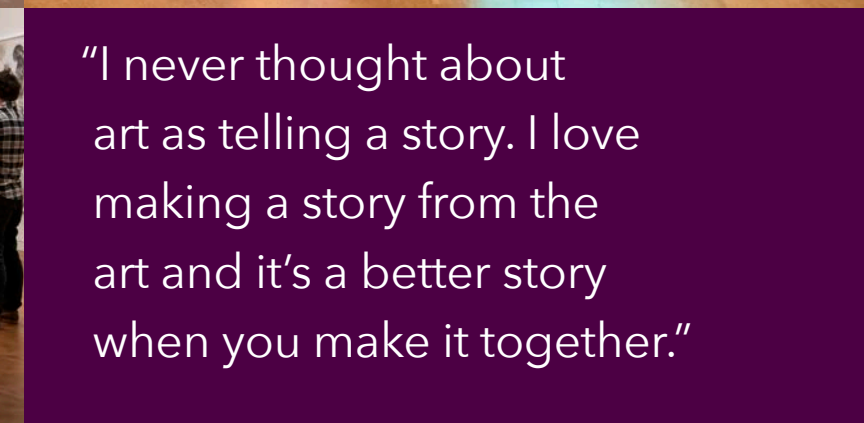 “I never thought about
art as telling a story. I love
making a story from the
art and it’s a better story
when you make it together.”